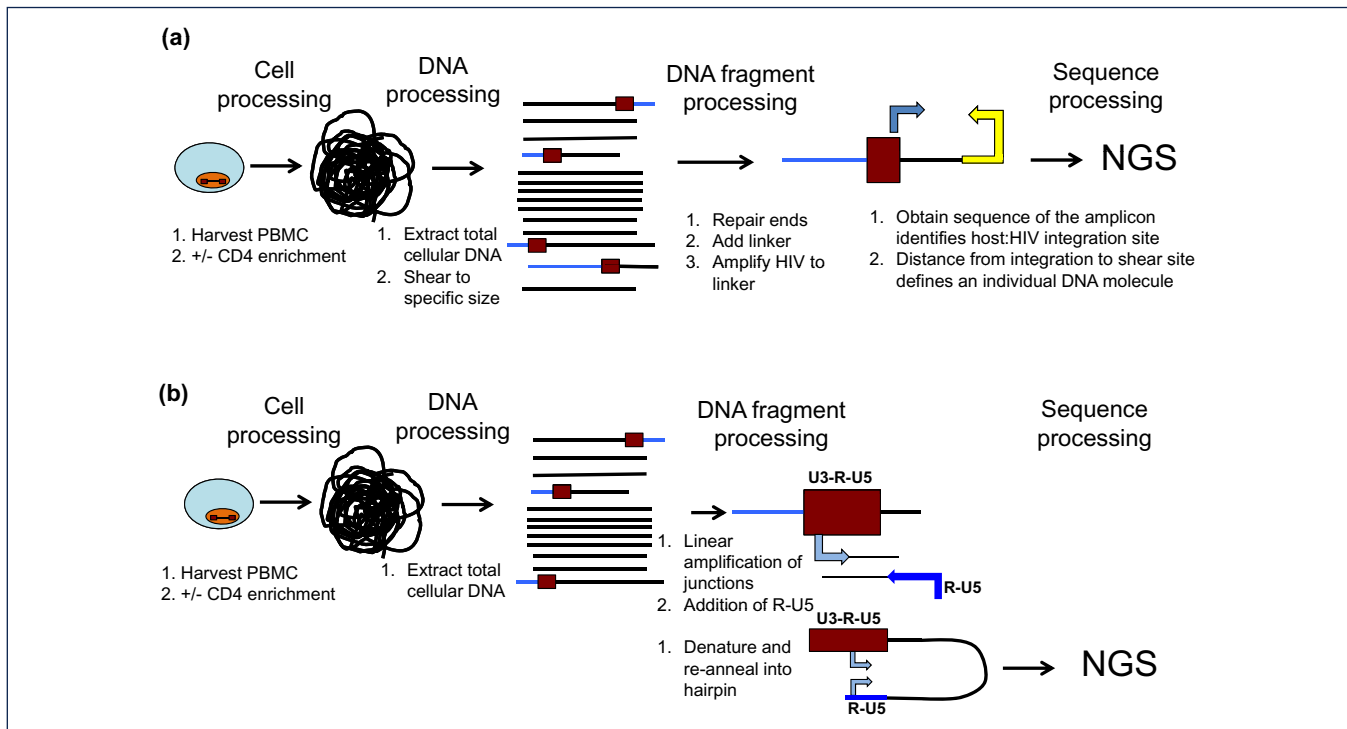 (a)
Cell
processing
DNA
processing
DNA fragment
processing
Sequence
processing
NGS
1. Harvest PBMC
2. +/- CD4 enrichment
1. Extract total
cellular DNA
2. Shear to
specific size
1. Repair ends
2. Add linker
3. Amplify HIV to
linker
1. Obtain sequence of the amplicon
identifies host:HIV integration site
2. Distance from integration to shear site
defines an individual DNA molecule
(b)
Cell
processing
DNA
processing
DNA fragment
processing
Sequence
processing
U3-R-U5
1. Harvest PBMC
2. +/- CD4 enrichment
1. Extract total
cellular DNA
1. Linear
amplification of
junctions
2. Addition of R-U5
R-U5
U3-R-U5
1. Denature and
re-anneal into
hairpin
R-U5
NGS